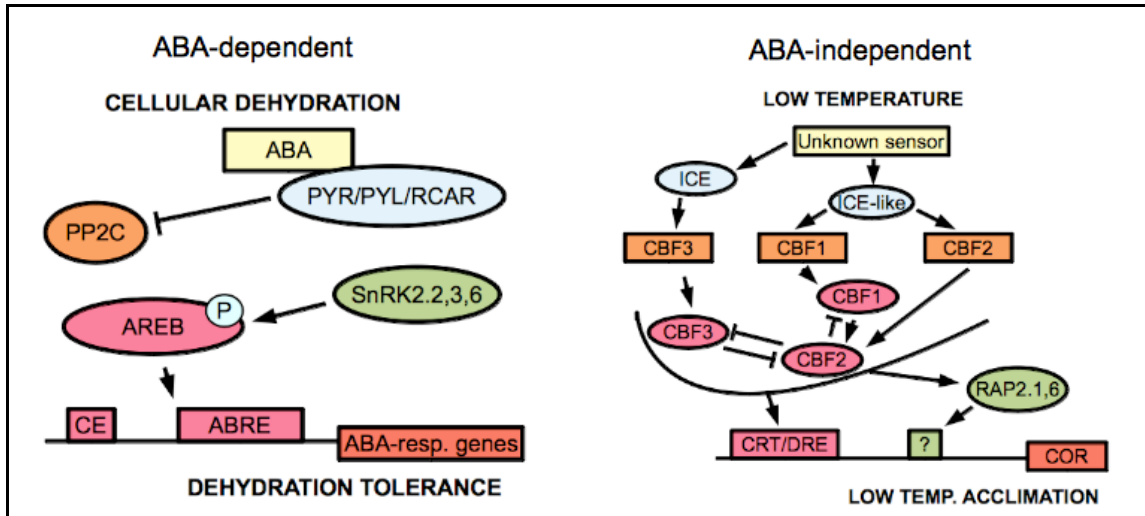 ABA-dependent
CELLULAR DEHYDRATION
ABA
PYR/PYL/RCAR
PP2C
SnRK2.2,3,6
P
AREB
CE
ABRE
ABA-resp. genes
DEHYDRATION TOLERANCE
ABA-independent
LOW TEMPERATURE
Unknown sensor
ICE
ICE-like
CBF3
CBF1
CBF2
CBF1
CBF3
CBF2
RAP2.1,6
CRT/DRE
?
COR
LOW TEMP. ACCLIMATION